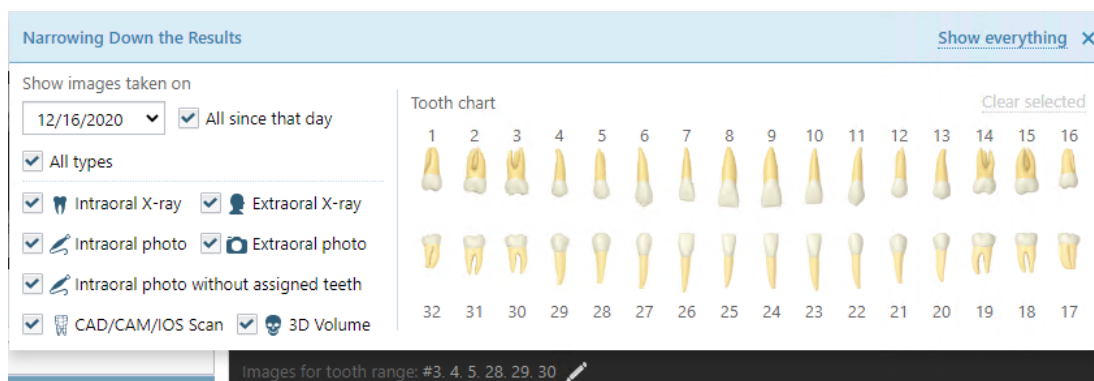 Narrowing Down the Results
Show everything
Show images taken on
12/16/2020
All since that day
All types
Intraoral X-ray
Extraoral X-ray
Intraoral photo
Extraoral photo
Intraoral photo without assigned teeth
CAD/CAM/IOS Scan
3D Volume
Tooth chart
Clear selected
1 2 3 4 5 6 7 8 9 10 11 12 13 14 15 16
32 31 30 29 28 27 26 25 24 23 22 21 20 19 18 17
Images for tooth range: #3. 4. 5. 28. 29. 30